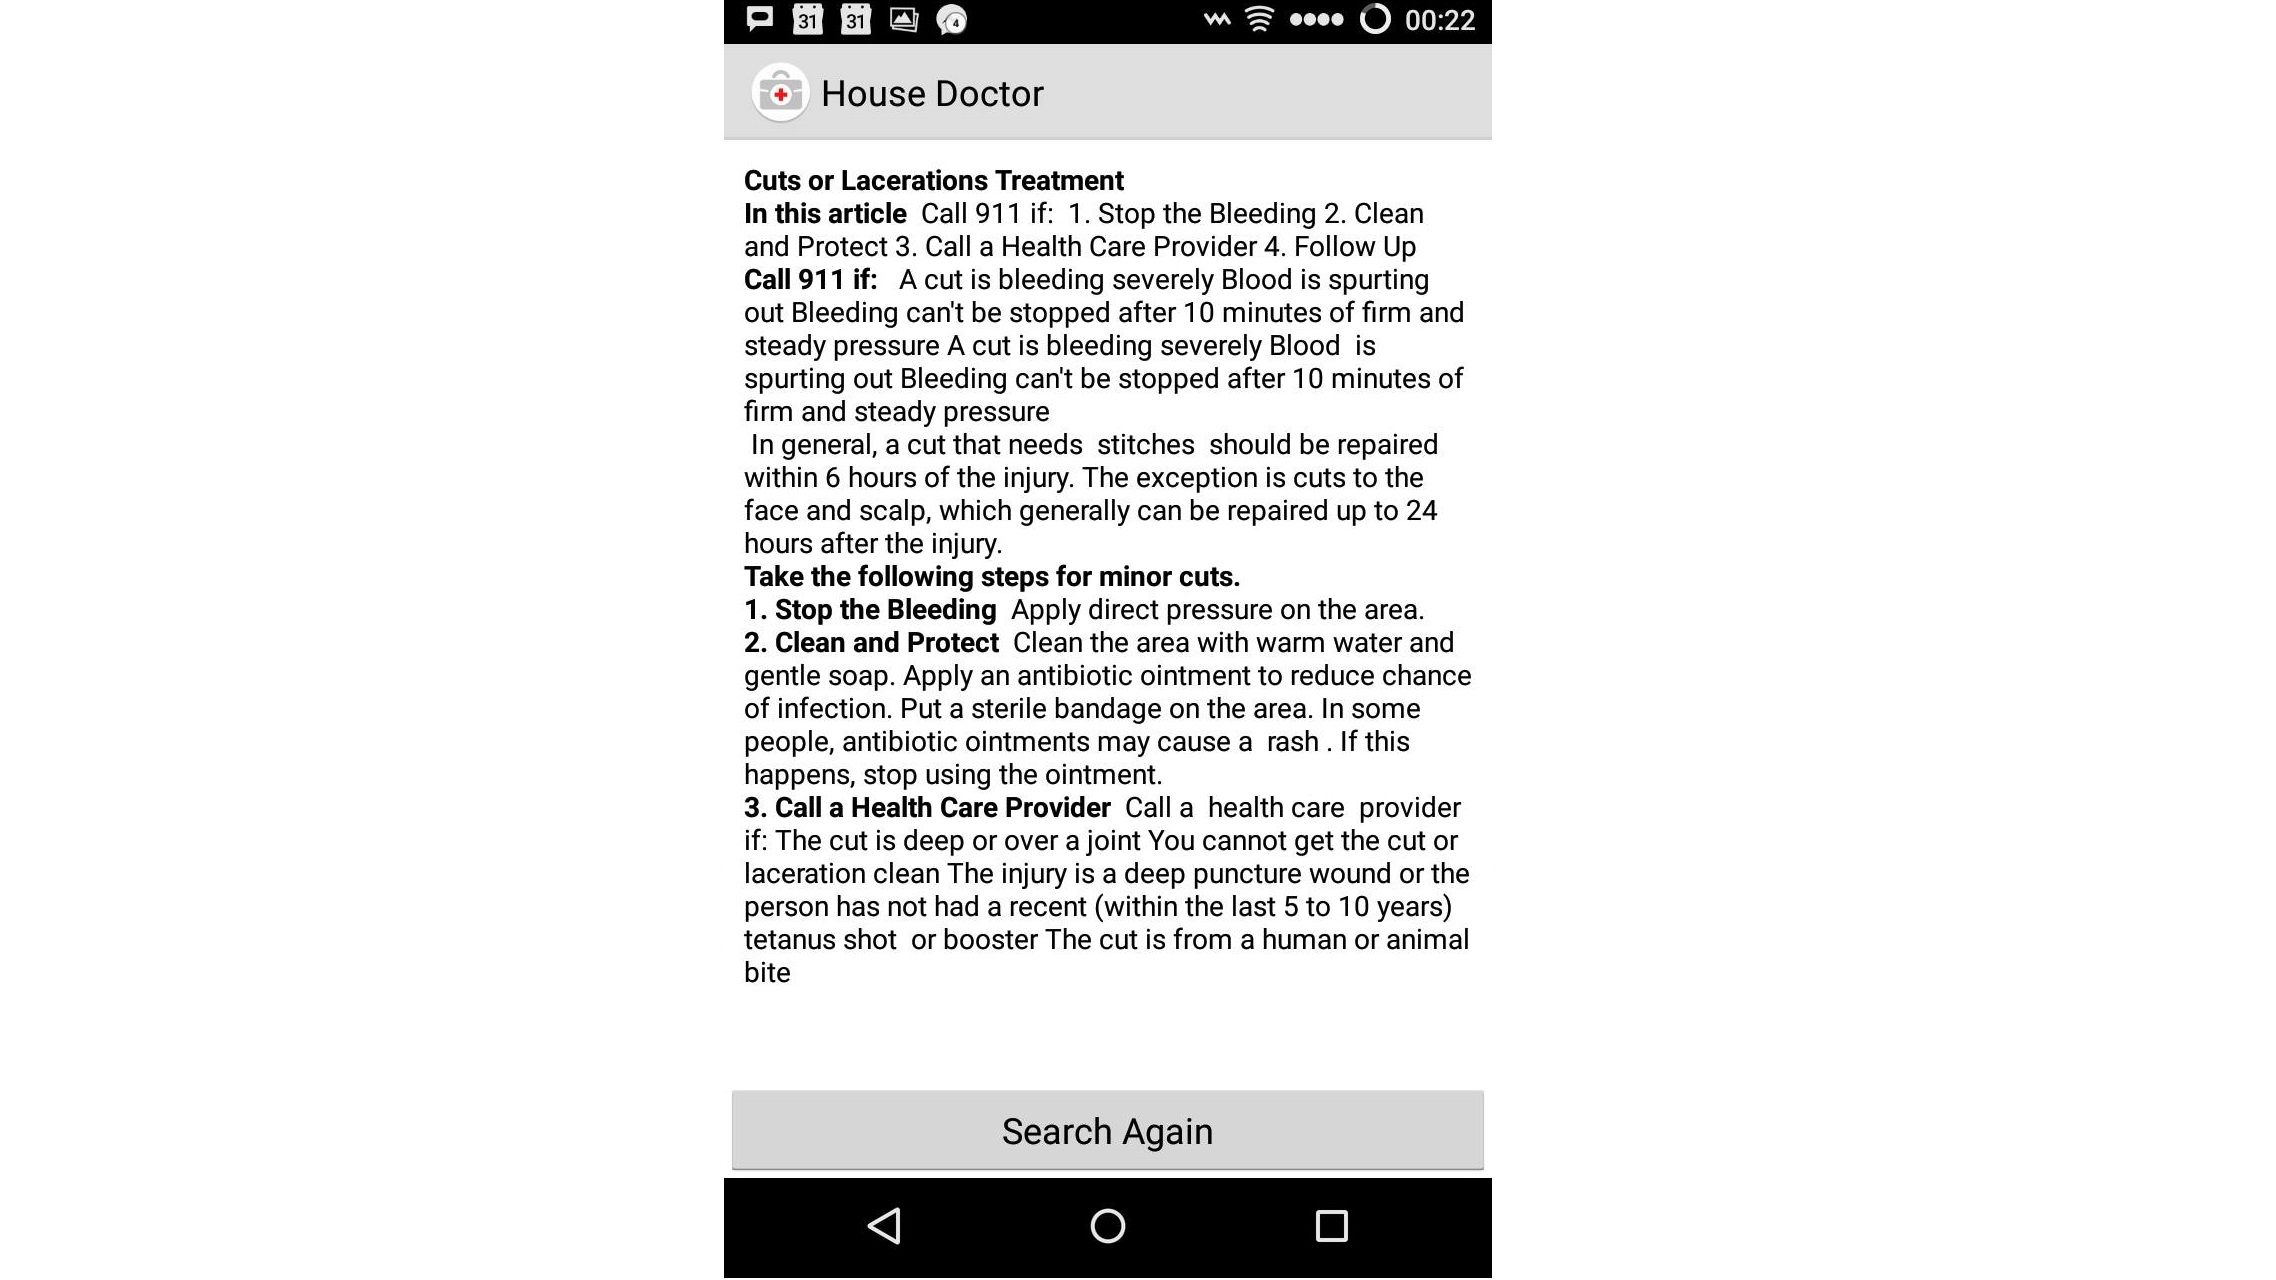 31 31 4 00:22
House Doctor
Cuts or Lacerations Treatment
In this article  Call 911 if:  1. Stop the Bleeding 2. Clean
and Protect 3. Call a Health Care Provider 4. Follow Up
Call 911 if:   A cut is bleeding severely Blood is spurting
out Bleeding can't be stopped after 10 minutes of firm and
steady pressure A cut is bleeding severely Blood  is
spurting out Bleeding can't be stopped after 10 minutes of
firm and steady pressure
 In general, a cut that needs  stitches  should be repaired
within 6 hours of the injury. The exception is cuts to the
face and scalp, which generally can be repaired up to 24
hours after the injury.
Take the following steps for minor cuts.
1. Stop the Bleeding  Apply direct pressure on the area.
2. Clean and Protect  Clean the area with warm water and
gentle soap. Apply an antibiotic ointment to reduce chance
of infection. Put a sterile bandage on the area. In some
people, antibiotic ointments may cause a  rash . If this
happens, stop using the ointment.
3. Call a Health Care Provider  Call a  health care  provider
if: The cut is deep or over a joint You cannot get the cut or
laceration clean The injury is a deep puncture wound or the
person has not had a recent (within the last 5 to 10 years)
tetanus shot  or booster The cut is from a human or animal
bite
Search Again